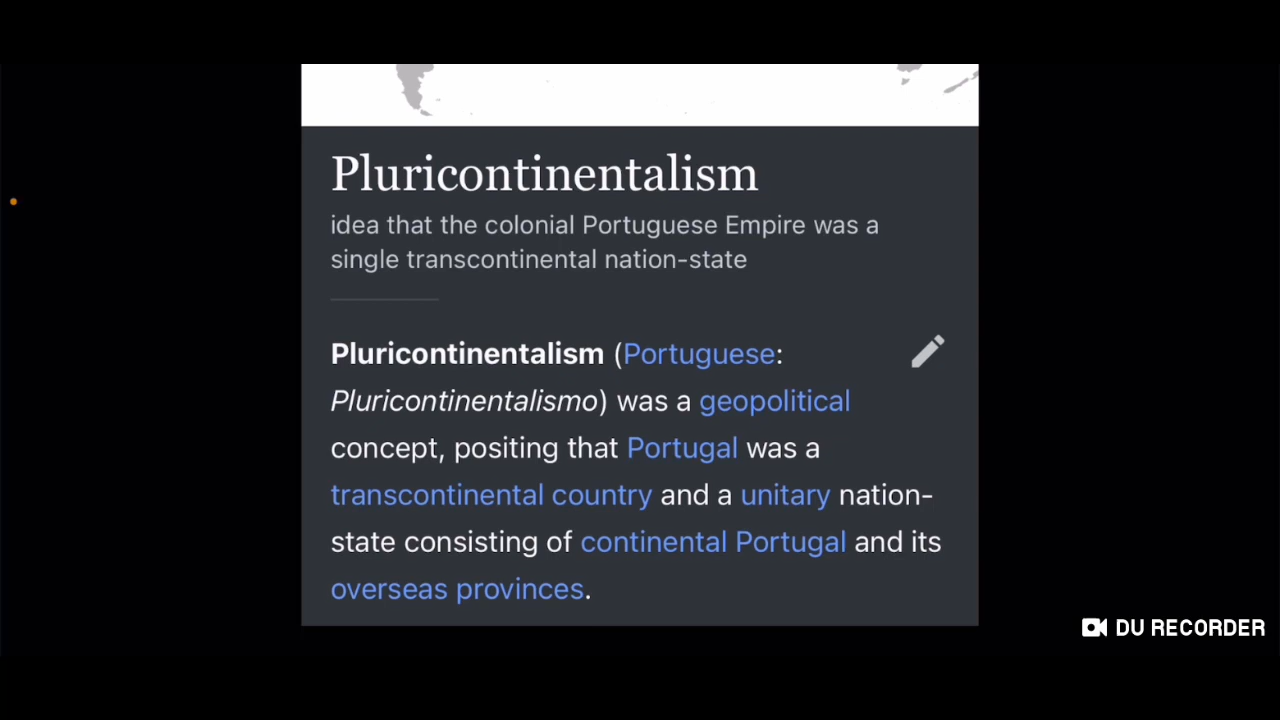 Pluricontinentalism
idea that the colonial Portuguese Empire was a
single transcontinental nation-state
Pluricontinentalism (Portuguese:
Pluricontinentalismo) was a geopolitical
concept, positing that Portugal was a
transcontinental country and a unitary nation-
state consisting of continental Portugal and its
overseas provinces.
DU RECORDER